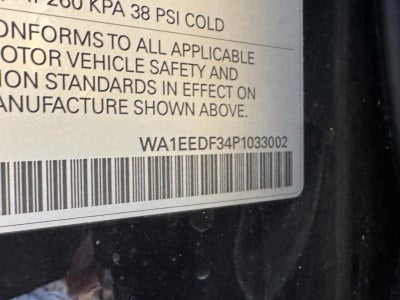 260 KPA 38 PSI COLD
ONFORMS TO ALL APPLICABLE
OTOR VEHICLE SAFETY AND
ION STANDARDS IN EFFECT ON
ANUFACTURE SHOWN ABOVE.
WA1EEDF34P1033002